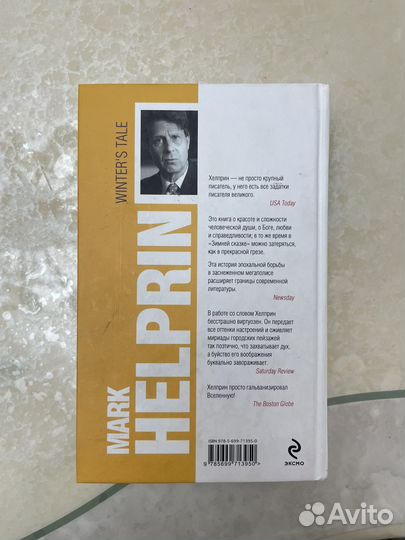 WINTER'S TALE
MARK
HELPRIN
Хелприн — не просто крупный
писатель, у него есть все задатки
писателя великого.
USA Today
Это книга о красоте и сложности
человеческой души, о Боге, любви
и справедливости; в то же время в
«Зимней сказке» можно затеряться,
как в прекрасной грезе.
Эта история эпохальной борьбы
в заснеженном мегаполисе
расширяет границы современной
литературы.
Newsday
В работе со словом Хелприн
бесстрашно виртуозен. Он передает
все оттенки настроений и оживляет
мириады городских пейзажей
так поэтично, что захватывает дух,
а буйство его воображения
буквально завораживает.
Saturday Review
Хелприн просто гальванизировал
Вселенную!
The Boston Globe
ISBN 978-5-699-71395-0
9 785699 713950 >
ЭКСМО
Avito